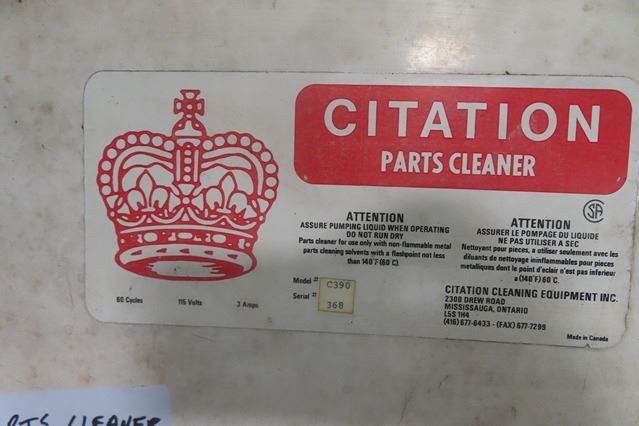 CITATION
PARTS CLEANER
ATTENTION
ASSURE PUMPING LIQUID WHEN OPERATING
DO NOT RUN DRY
Parts cleaner for use only with non-flammable metal
parts cleaning solvents with a flashpoint not less
than 140°F (60°C).
SA
ATTENTION
ASSURER LE POMPAGE DU LIQUIDE
NE PAS UTILISER A SEC
Nettoyant pour pieces, a utiliser seulement avec les
diluants de nettoyage ininflammables pour pieces
metaliques dont le point d'eclair n'est pas inferieur
a (140°F) 60°C.
Model # C390
Serial # 368
60 Cycles 115 Volts 3 Amps
CITATION CLEANING EQUIPMENT INC.
2300 DREW ROAD
MISSISSAUGA, ONTARIO
L5S 1H4
(416) 677-6433 - (FAX) 677-7299
Made in Canada
RTS CLEANER